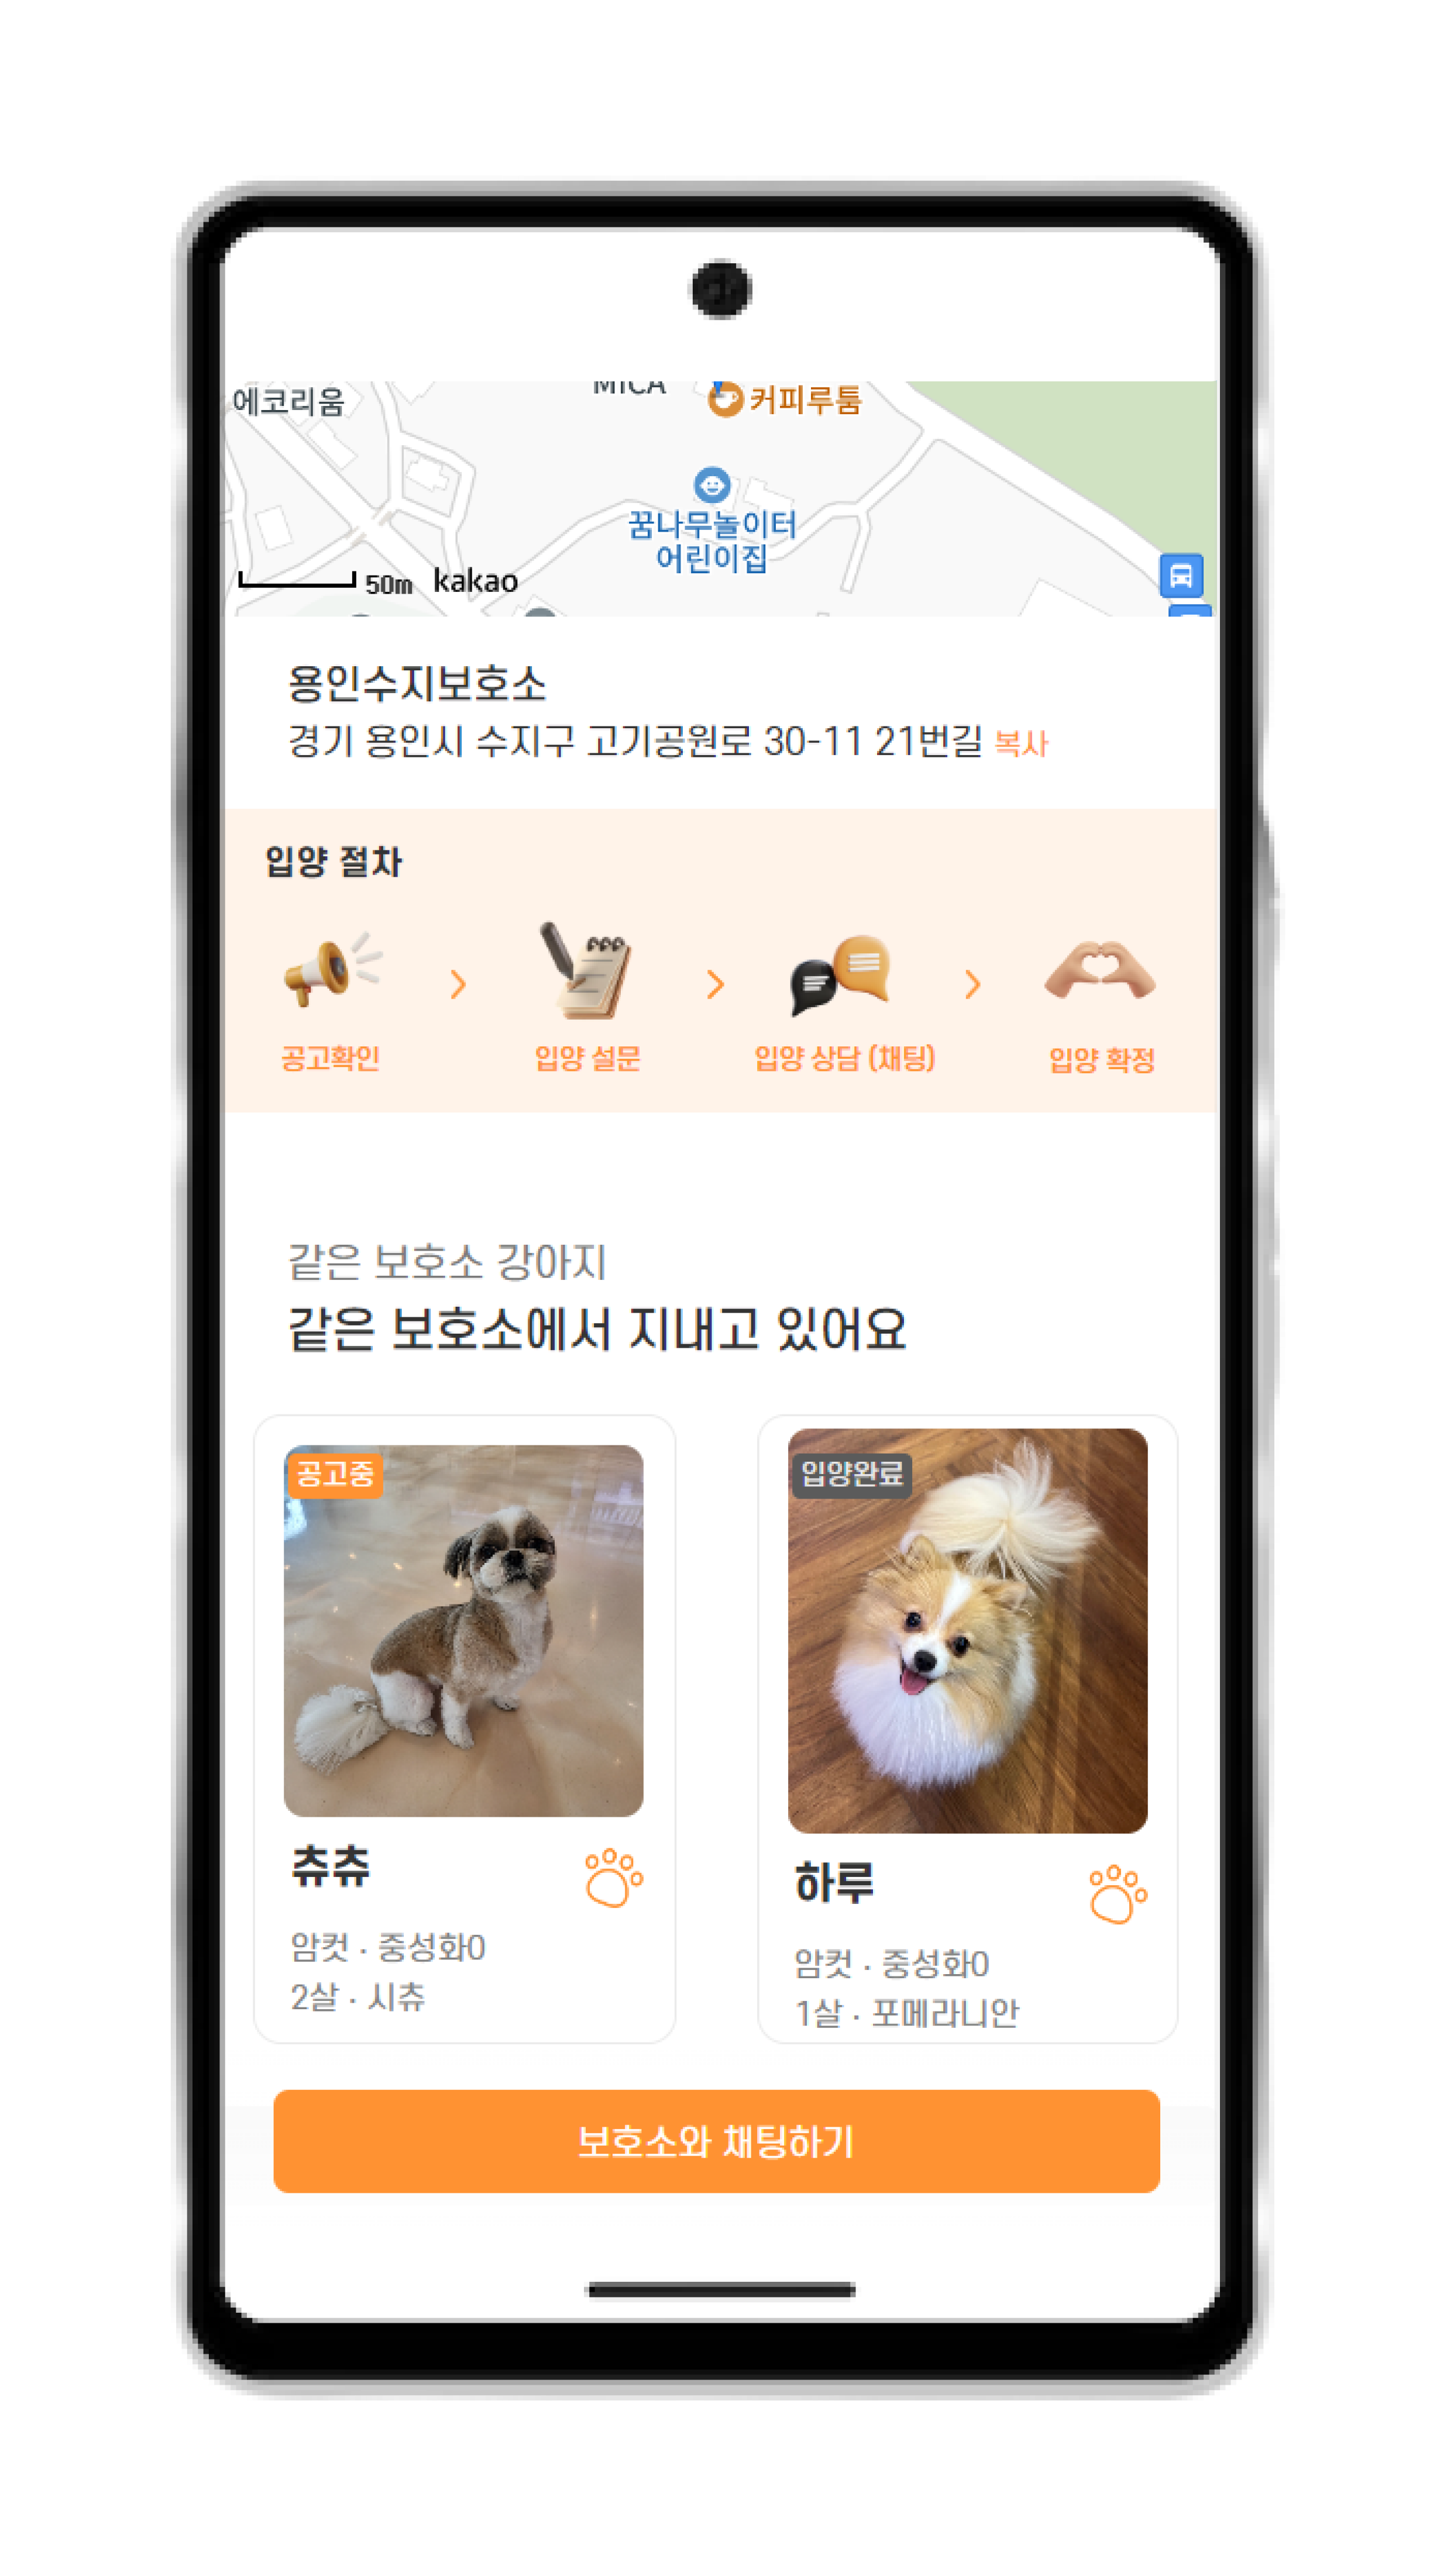 에코리움
MICA
커피루툼
꿈나무놀이터
어린이집
50m kakao
용인수지보호소
경기 용인시 수지구 고기공원로 30-11 21번길 복사
입양 절차
공고확인
입양 설문
입양 상담 (채팅)
입양 확정
같은 보호소 강아지
같은 보호소에서 지내고 있어요
공고중
입양완료
츄츄
하루
암컷 · 중성화0
2살 · 시츄
암컷 · 중성화0
1살 · 포메라니안
보호소와 채팅하기